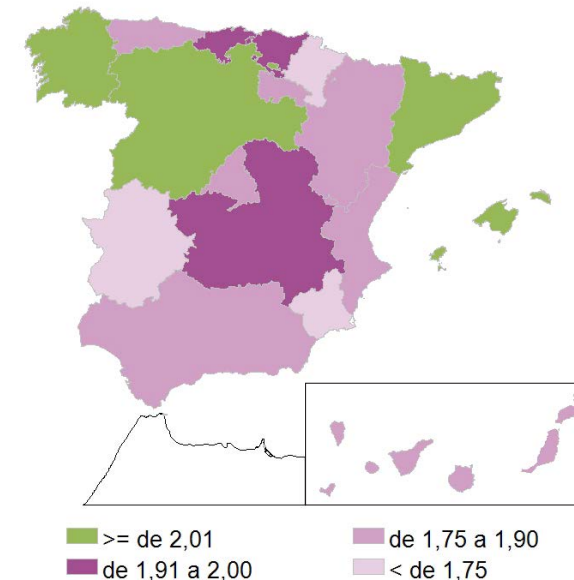 >= de 2,01
de 1,75 a 1,90
de 1,91 a 2,00
< de 1,75